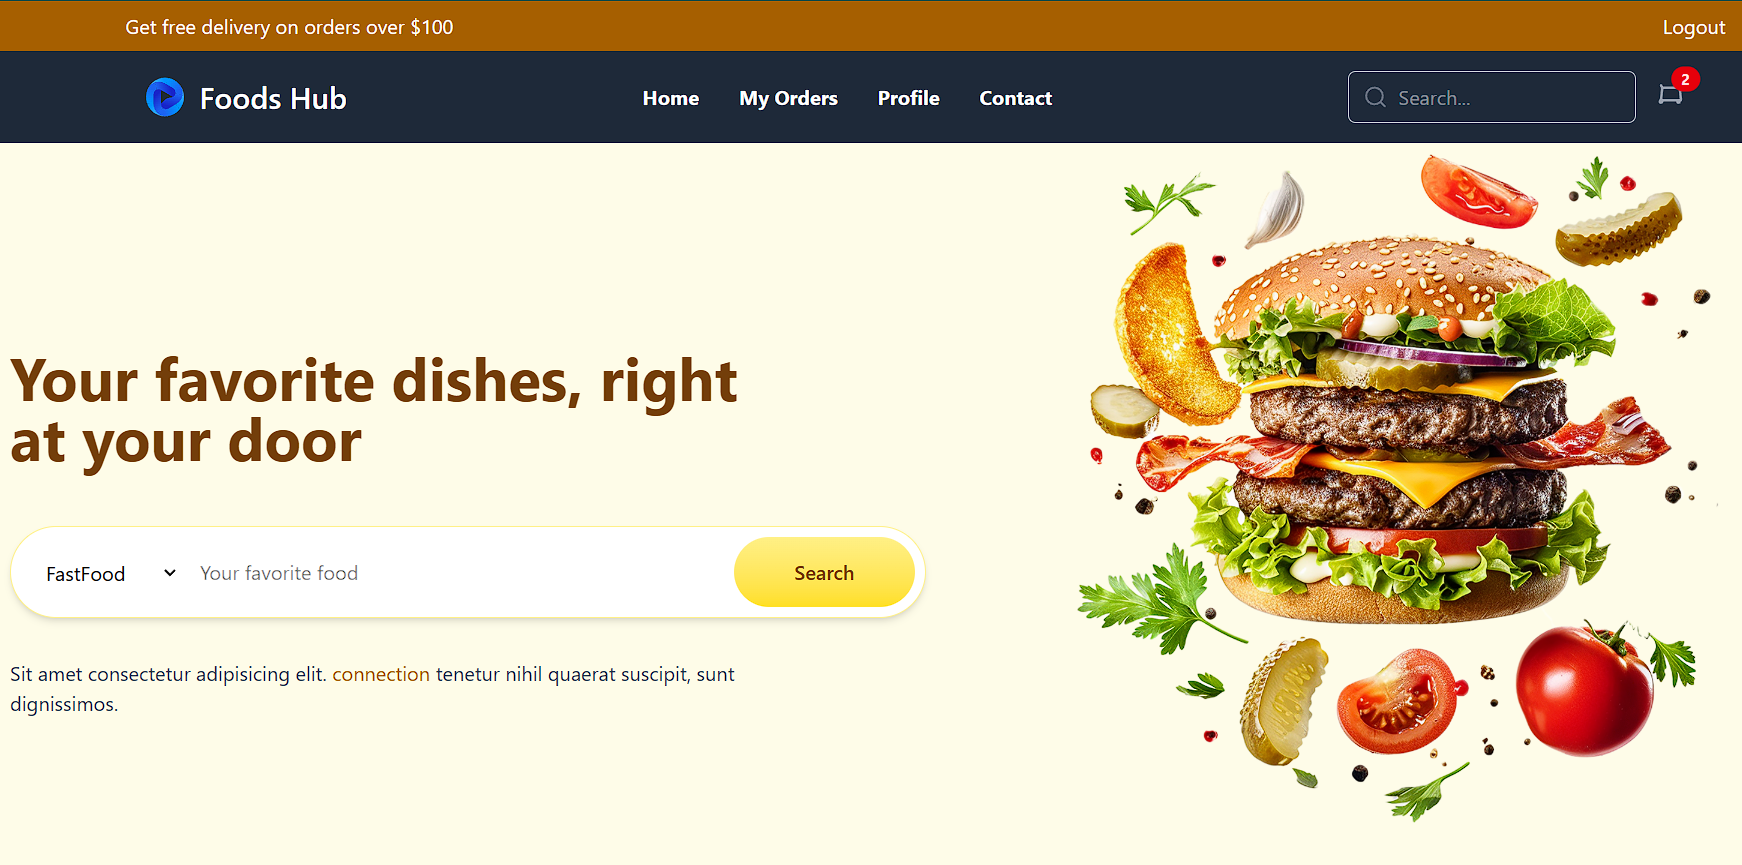 Get free delivery on orders over $100
Logout
Foods Hub
Home
My Orders
Profile
Contact
Search...
2
Your favorite dishes, right
at your door
FastFood
Your favorite food
Search
Sit amet consectetur adipisicing elit. connection tenetur nihil quaerat suscipit, sunt
dignissimos.